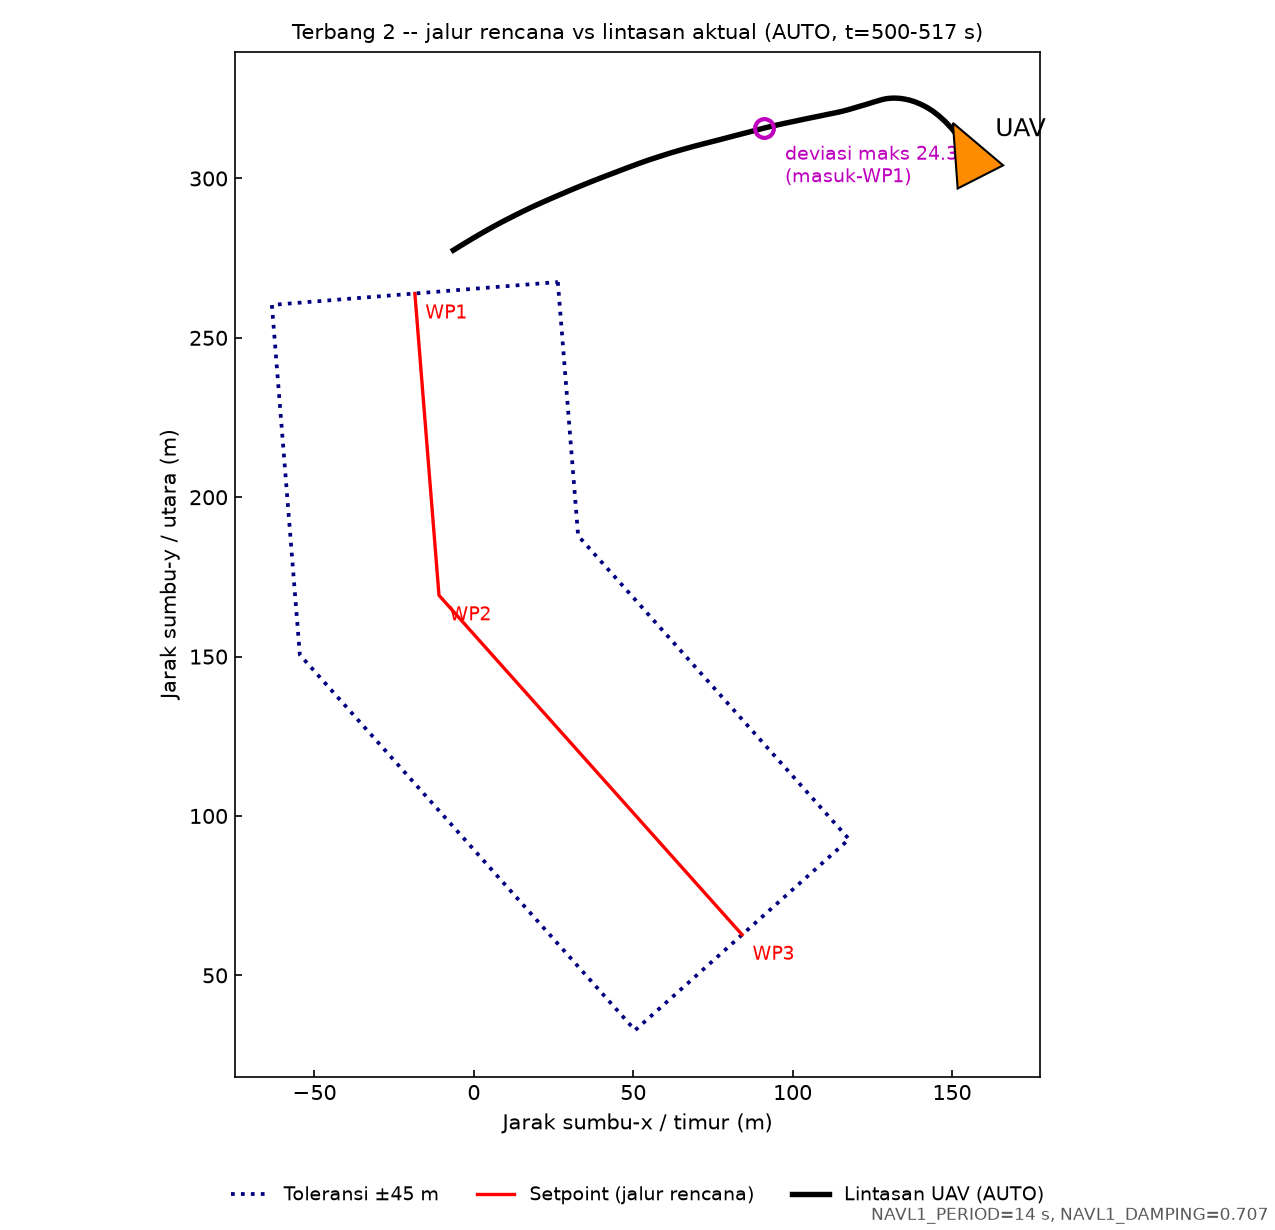 Terbang 2 -- jalur rencana vs lintasan aktual (AUTO, t=500-517 s)
UAV
deviasi maks 24.3
(masuk-WP1)
300
250
200
150
100
50
Jarak sumbu-y / utara (m)
WP1
WP2
WP3
−50
0
50
100
150
Jarak sumbu-x / timur (m)
Toleransi ±45 m
Setpoint (jalur rencana)
Lintasan UAV (AUTO)
NAVL1_PERIOD=14 s, NAVL1_DAMPING=0.707